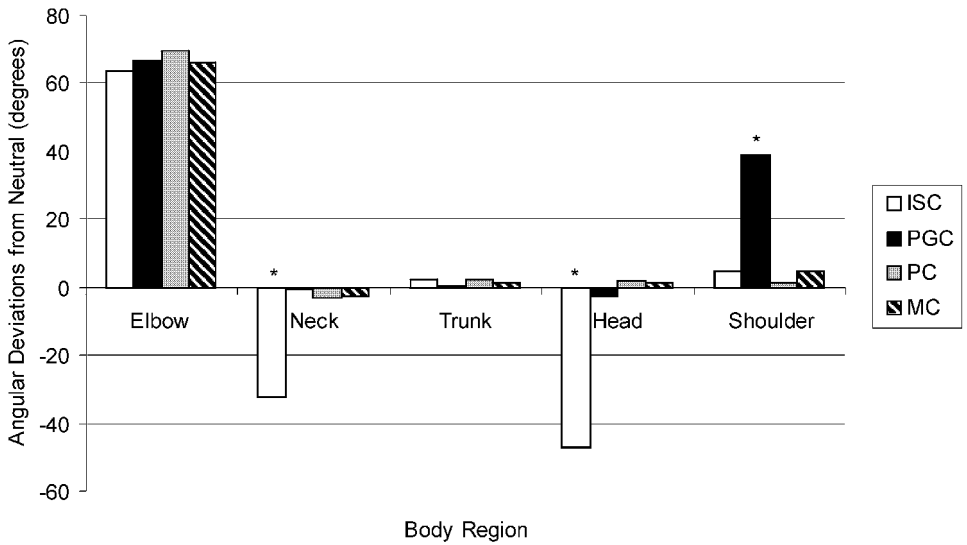 Angular Deviations from Neutral (degrees)
80
60
40
20
0
-20
-40
-60
*
*
*
Elbow
Neck
Trunk
Head
Shoulder
Body Region
ISC
PGC
PC
MC